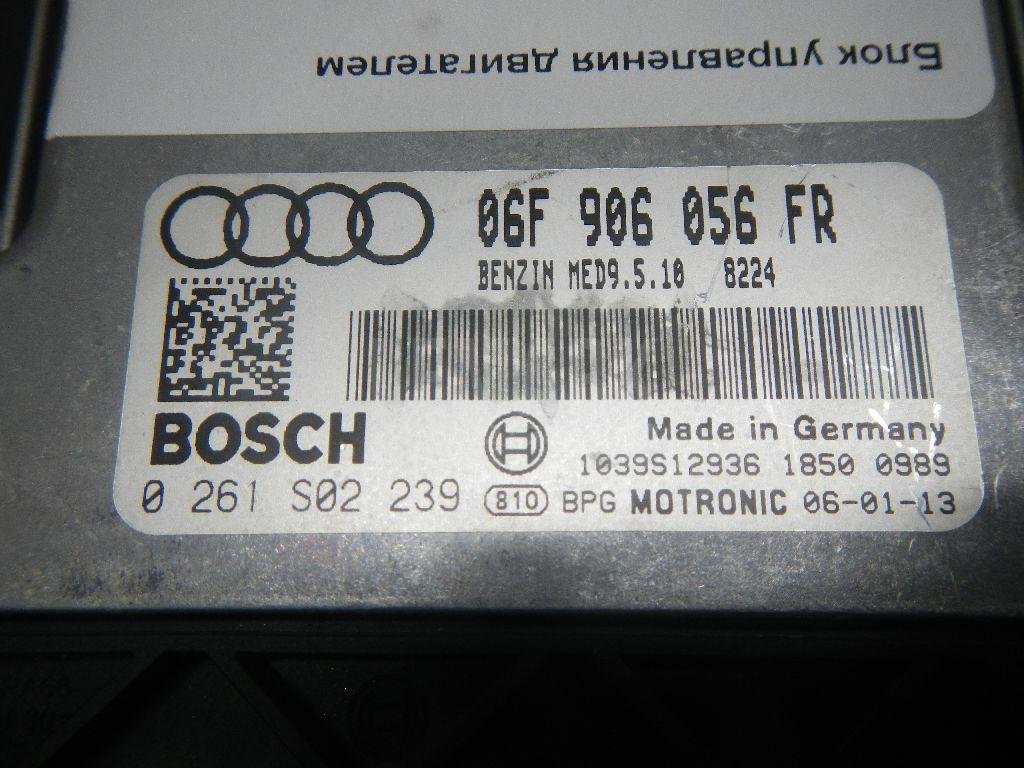 Блок управления двигателем
06F 906 056 FR
BENZIN MED9.5.10 8224
BOSCH
Made in Germany
1039S12936 1850 0989
0 261 S02 239 810 BPG MOTRONIC 06-01-13